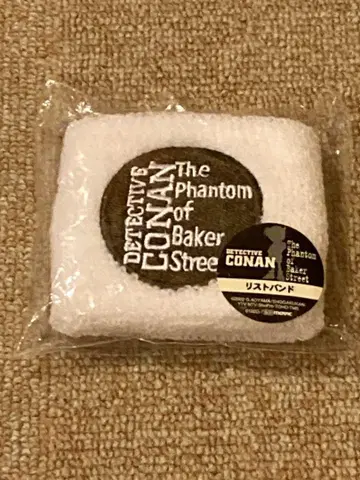 DETECTIVE
CONAN
The
Phantom
of
Baker
Stree
DETECTIVE
CONAN
The
Phantom
of
Baker
Street
リストバンド